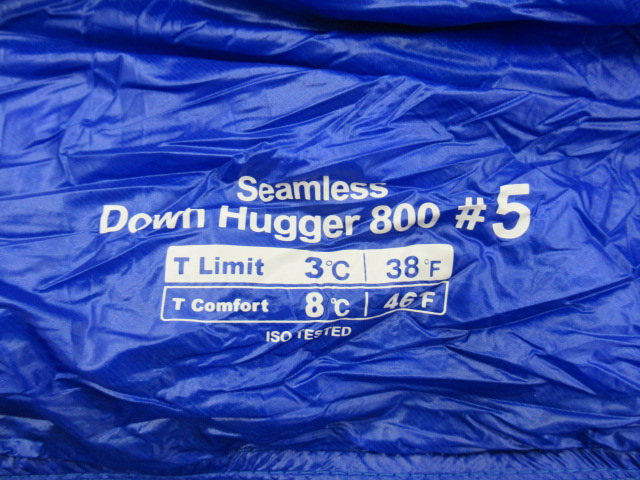 Seamless
Down Hugger 800 #5
T Limit 3°C 38°F
T Comfort 8°C 46°F
ISO TESTED